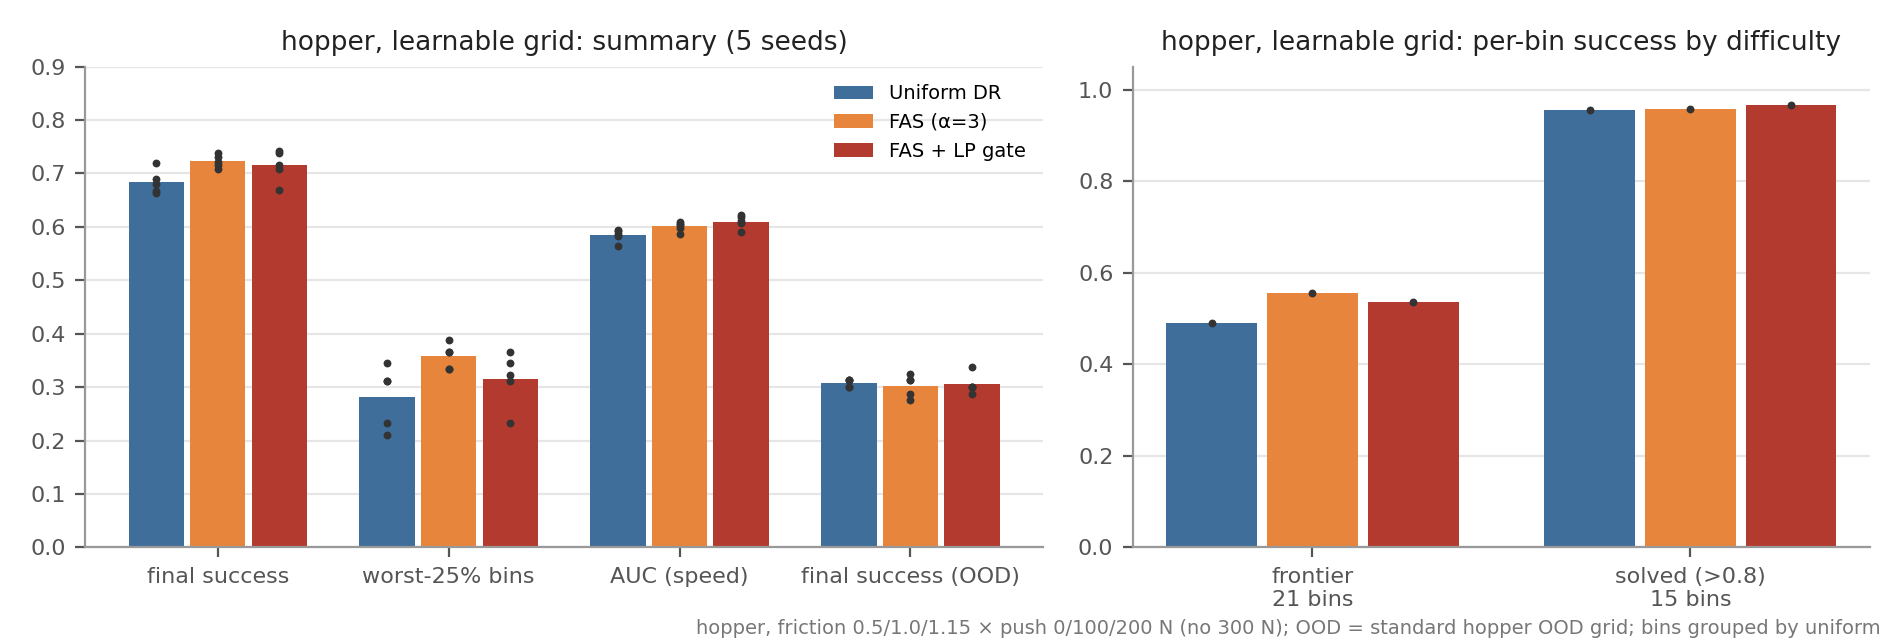 hopper, learnable grid: summary (5 seeds)
0.9
0.8
0.7
0.6
0.5
0.4
0.3
0.2
0.1
0.0
Uniform DR
FAS (α=3)
FAS + LP gate
final success
worst-25% bins
AUC (speed)
final success (OOD)
hopper, learnable grid: per-bin success by difficulty
1.0
0.8
0.6
0.4
0.2
0.0
frontier
21 bins
solved (>0.8)
15 bins
hopper, friction 0.5/1.0/1.15 × push 0/100/200 N (no 300 N); OOD = standard hopper OOD grid; bins grouped by uniform